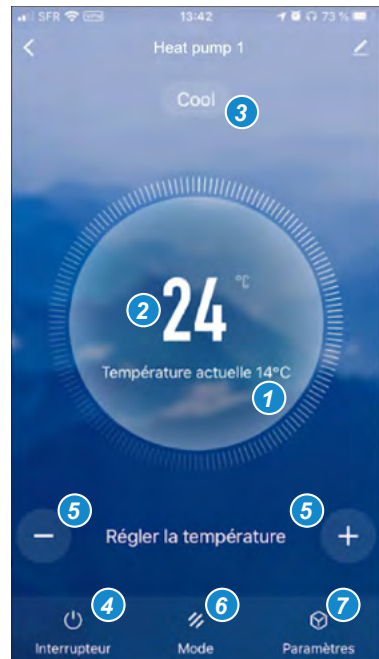 SFR VPN 13:42 73 %
Heat pump 1
Cool
3
2
24 °C
Température actuelle 14°C
1
5
5
− Régler la température +
4
6
7
Interrupteur Mode Paramètres